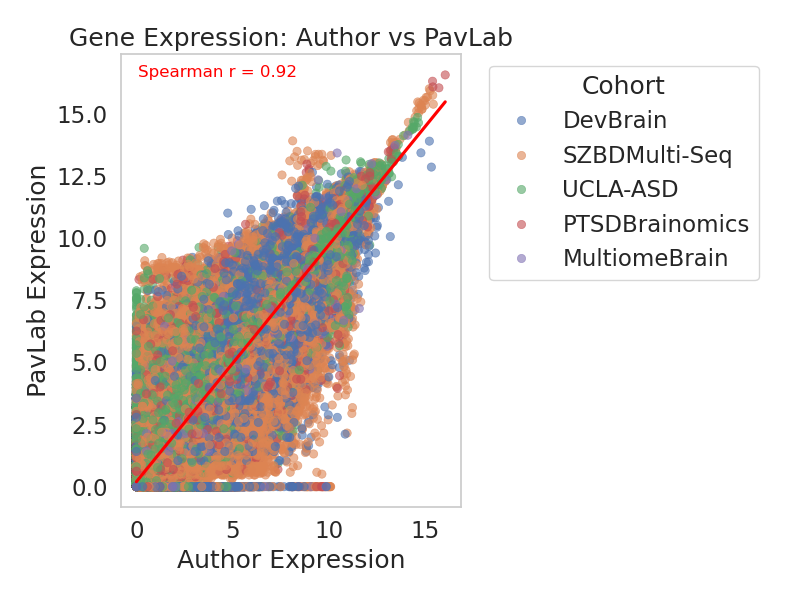 Gene Expression: Author vs PavLab
Spearman r = 0.92
PavLab Expression
15.0
12.5
10.0
7.5
5.0
2.5
0.0
0 5 10 15
Author Expression
Cohort
DevBrain
SZBDMulti-Seq
UCLA-ASD
PTSDBrainomics
MultiomeBrain